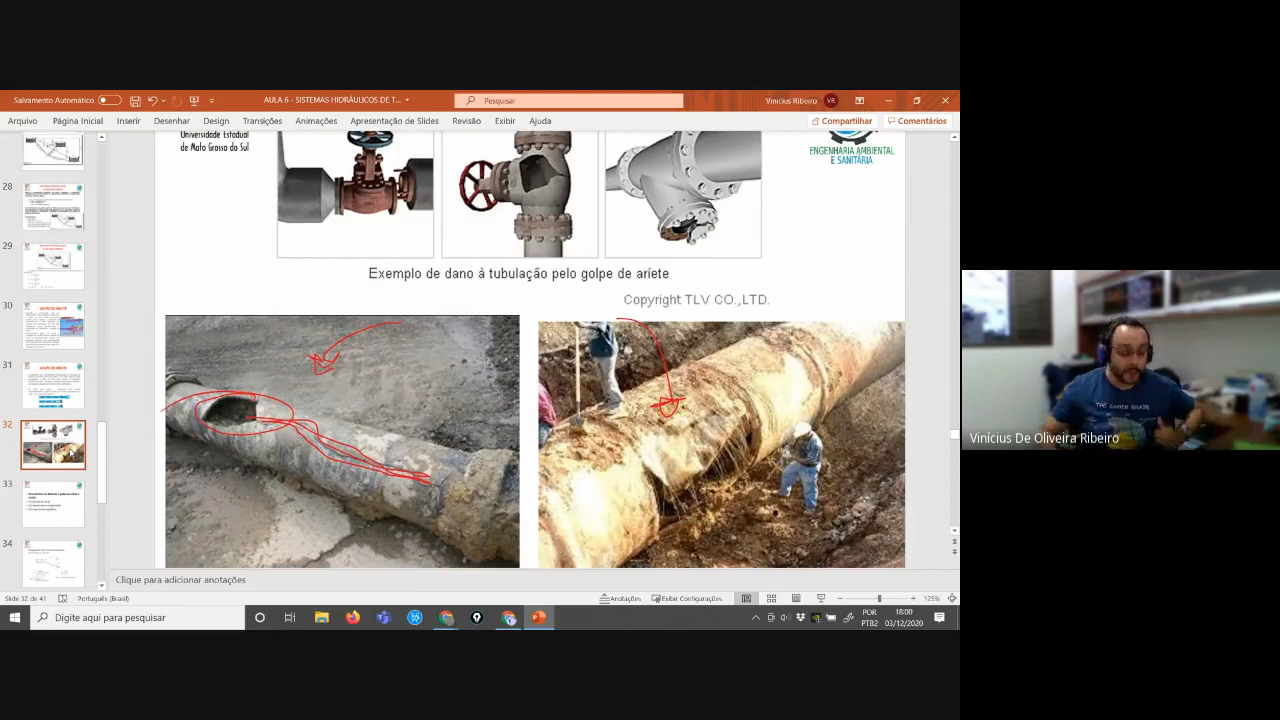 Salvamento Automático
AULA 6 - SISTEMAS HIDRÁULICOS DE T...
Pesquisar
Vinicius Ribeiro
VR
Arquivo
Página Inicial
Inserir
Desenhar
Design
Transições
Animações
Apresentação de Slides
Revisão
Exibir
Ajuda
Compartilhar
Comentários
Universidade Estadual
de Mato Grosso do Sul
ENGENHARIA AMBIENTAL
E SANITÁRIA
28
29
30
31
32
33
34
Exemplo de dano à tubulação pelo golpe de aríete
Copyright TLV CO.,LTD.
THE GAMER BRAIN
Vinícius De Oliveira Ribeiro
Clique para adicionar anotações
Slide 32 de 41
Português (Brasil)
Anotações
Exibir Configurações
125%
Digite aqui para pesquisar
POR
PTB2
18:00
03/12/2020